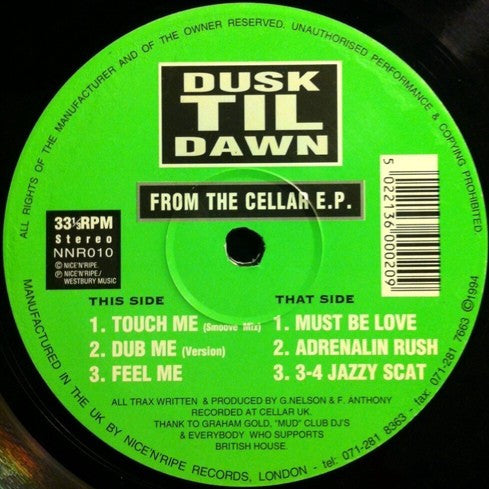 ALL RIGHTS OF THE MANUFACTURER AND OF THE OWNER RESERVED. UNAUTHORISED PERFORMANCE & COPYING PROHIBITED.
DUSK
TIL
DAWN
FROM THE CELLAR E.P.
33⅓RPM
Stereo
NNR010
Ⓒ NICE'N'RIPE
Ⓟ NICE'N'RIPE/
WESTBURY MUSIC
5 022136 000209
THIS SIDE
1. TOUCH ME (Smoove Mix)
2. DUB ME (Version)
3. FEEL ME
THAT SIDE
1. MUST BE LOVE
2. ADRENALIN RUSH
3. 3-4 JAZZY SCAT
ALL TRAX WRITTEN & PRODUCED BY G.NELSON & F. ANTHONY
RECORDED AT CELLAR UK.
THANK TO GRAHAM GOLD, "MUD" CLUB DJ'S
& EVERYBODY WHO SUPPORTS
BRITISH HOUSE.
MANUFACTURED IN THE UK BY NICE'N'RIPE RECORDS, LONDON - tel: 071-281 8363 - fax: 071-281 7663 ©1994